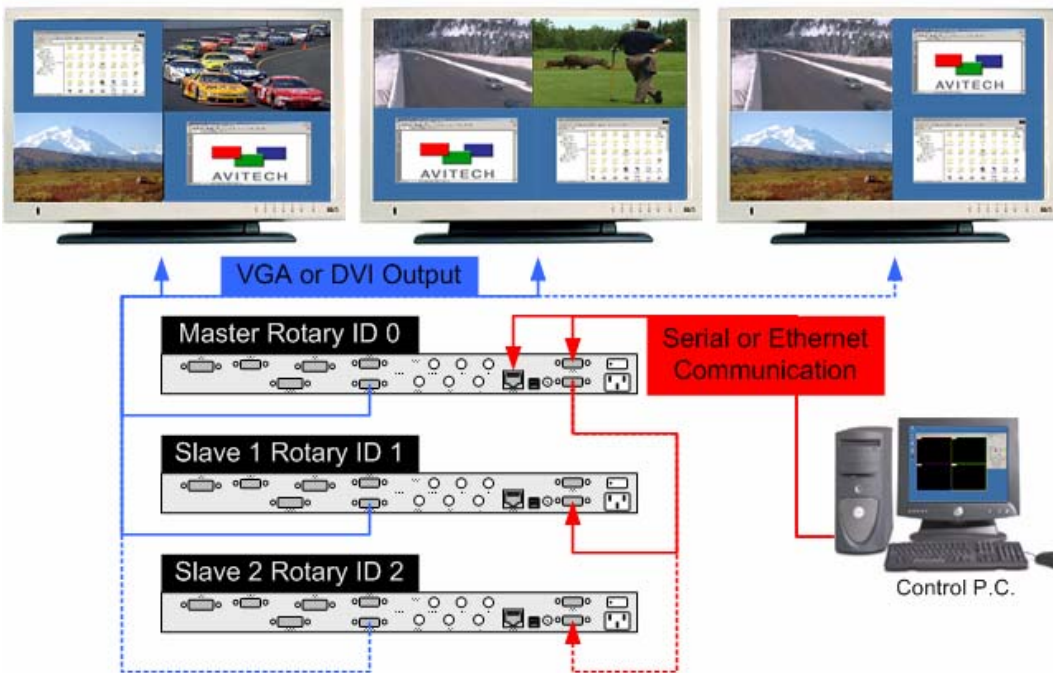 AVITECH
AVITECH
AVITECH
VGA or DVI Output
Master Rotary ID 0
Serial or Ethernet
Communication
Slave 1 Rotary ID 1
Slave 2 Rotary ID 2
Control P.C.